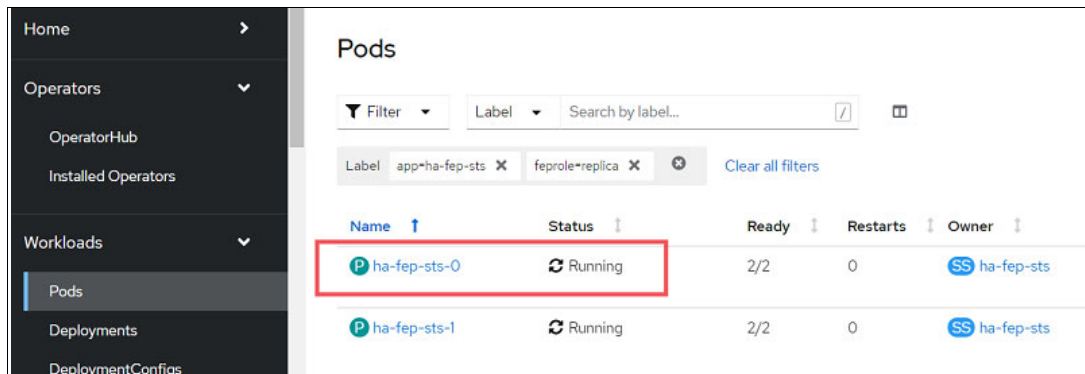 Home
Operators
OperatorHub
Installed Operators
Workloads
Pods
Deployments
DeploymentConfigs
Pods
Filter Label Search by label... /
Label app=ha-fep-sts feprole=replica Clear all filters
Name Status Ready Restarts Owner
P ha-fep-sts-0 Running 2/2 0 SS ha-fep-sts
P ha-fep-sts-1 Running 2/2 0 SS ha-fep-sts